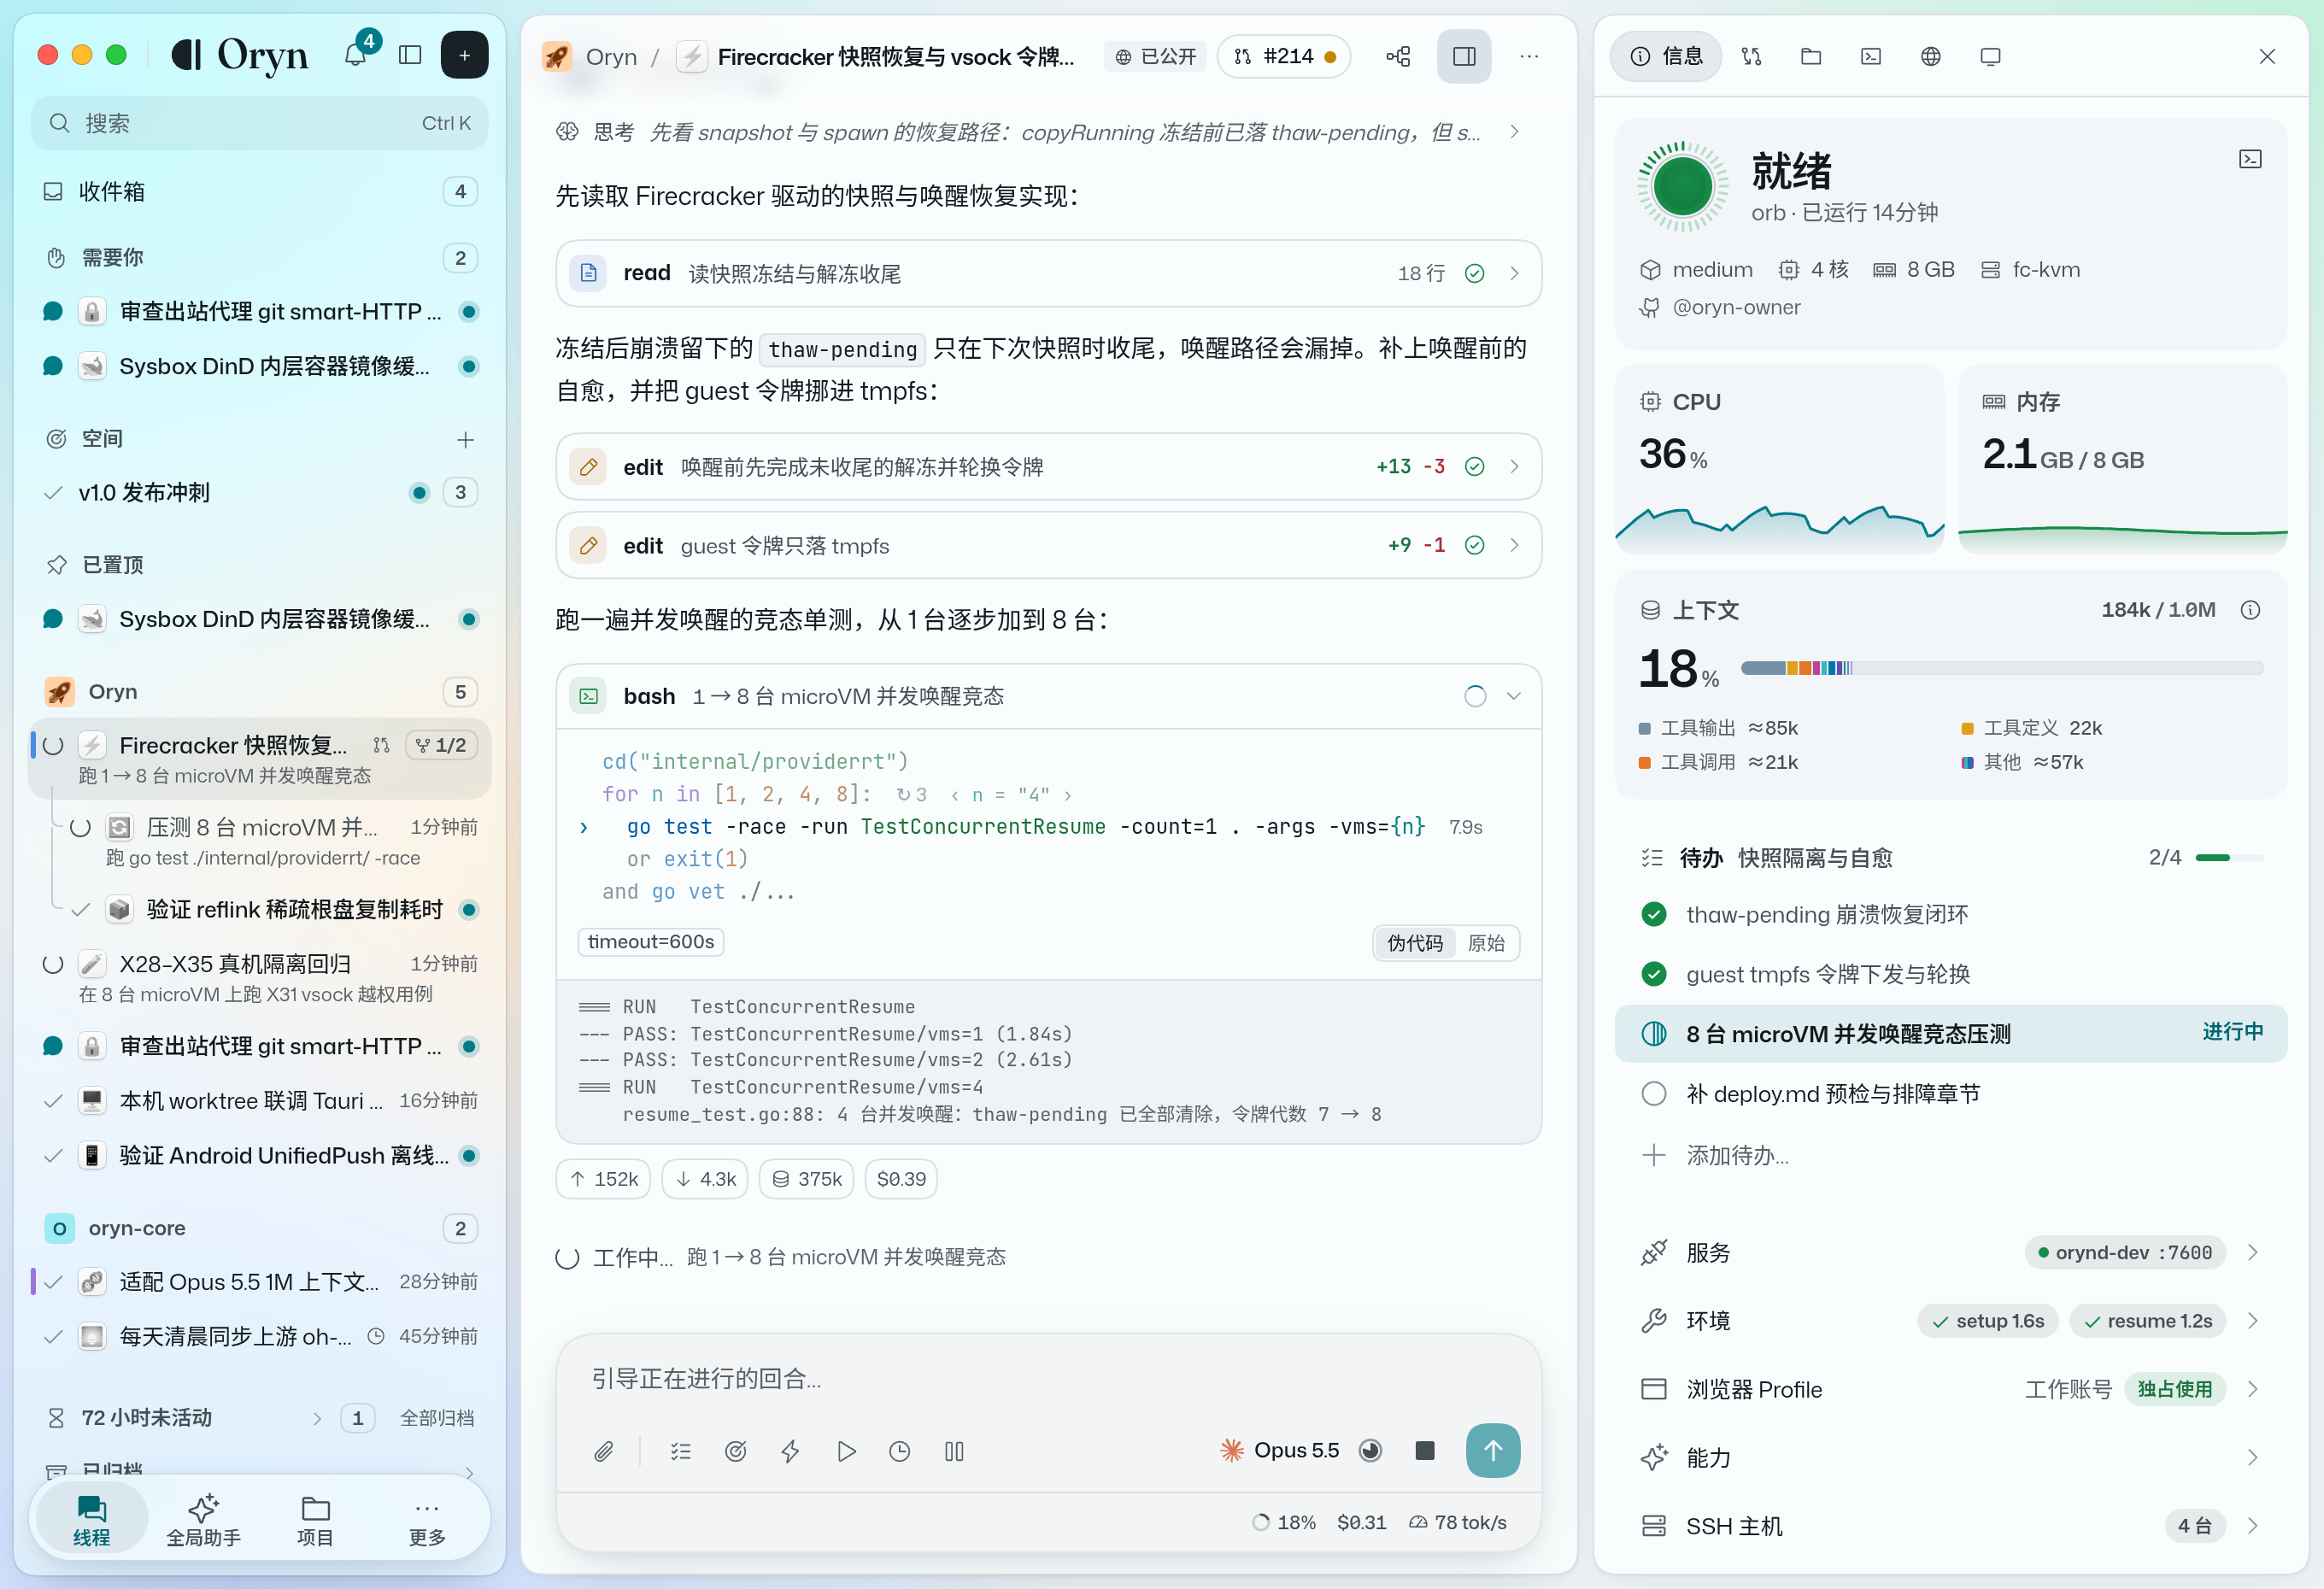 Oryn
4
+
搜索
Ctrl K
收件箱
4
需要你
2
审查出站代理 git smart-HTTP ...
Sysbox DinD 内层容器镜像缓...
空间
v1.0 发布冲刺
3
已置顶
Sysbox DinD 内层容器镜像缓...
Oryn
5
Firecracker 快照恢复...
1/2
跑 1 → 8 台 microVM 并发唤醒竞态
压测 8 台 microVM 并...
1分钟前
跑 go test ./internal/providerrt/ -race
验证 reflink 稀疏根盘复制耗时
X28–X35 真机隔离回归
1分钟前
在 8 台 microVM 上跑 X31 vsock 越权用例
审查出站代理 git smart-HTTP ...
本机 worktree 联调 Tauri ...
16分钟前
验证 Android UnifiedPush 离线...
O
oryn-core
2
适配 Opus 5.5 1M 上下文...
28分钟前
每天清晨同步上游 oh-...
45分钟前
72 小时未活动
1
全部归档
已归档
线程
全局助手
项目
更多
Oryn / Firecracker 快照恢复与 vsock 令牌...
已公开
#214
思考 先看 snapshot 与 spawn 的恢复路径：copyRunning 冻结前已落 thaw-pending，但 s...
先读取 Firecracker 驱动的快照与唤醒恢复实现：
read 读快照冻结与解冻收尾
18 行
冻结后崩溃留下的 thaw-pending 只在下次快照时收尾，唤醒路径会漏掉。补上唤醒前的
自愈，并把 guest 令牌挪进 tmpfs：
edit 唤醒前先完成未收尾的解冻并轮换令牌
+13 -3
edit guest 令牌只落 tmpfs
+9 -1
跑一遍并发唤醒的竞态单测，从 1 台逐步加到 8 台：
bash 1 → 8 台 microVM 并发唤醒竞态
cd("internal/providerrt")
for n in [1, 2, 4, 8]: ↻ 3 ‹ n = "4" ›
› go test -race -run TestConcurrentResume -count=1 . -args -vms={n} 7.9s
or exit(1)
and go vet ./...
timeout=600s
伪代码
原始
=== RUN TestConcurrentResume
--- PASS: TestConcurrentResume/vms=1 (1.84s)
--- PASS: TestConcurrentResume/vms=2 (2.61s)
=== RUN TestConcurrentResume/vms=4
resume_test.go:88: 4 台并发唤醒：thaw-pending 已全部清除，令牌代数 7 → 8
↑ 152k
↓ 4.3k
375k
$0.39
工作中... 跑 1 → 8 台 microVM 并发唤醒竞态
引导正在进行的回合...
Opus 5.5
18%
$0.31
78 tok/s
信息
就绪
orb · 已运行 14分钟
medium
4 核
8 GB
fc-kvm
@oryn-owner
CPU
36 %
内存
2.1 GB / 8 GB
上下文
184k / 1.0M
18 %
工具输出 ≈85k
工具定义 22k
工具调用 ≈21k
其他 ≈57k
待办 快照隔离与自愈
2/4
thaw-pending 崩溃恢复闭环
guest tmpfs 令牌下发与轮换
8 台 microVM 并发唤醒竞态压测
进行中
补 deploy.md 预检与排障章节
添加待办...
服务
orynd-dev :7600
环境
setup 1.6s
resume 1.2s
浏览器 Profile
工作账号
独占使用
能力
SSH 主机
4 台